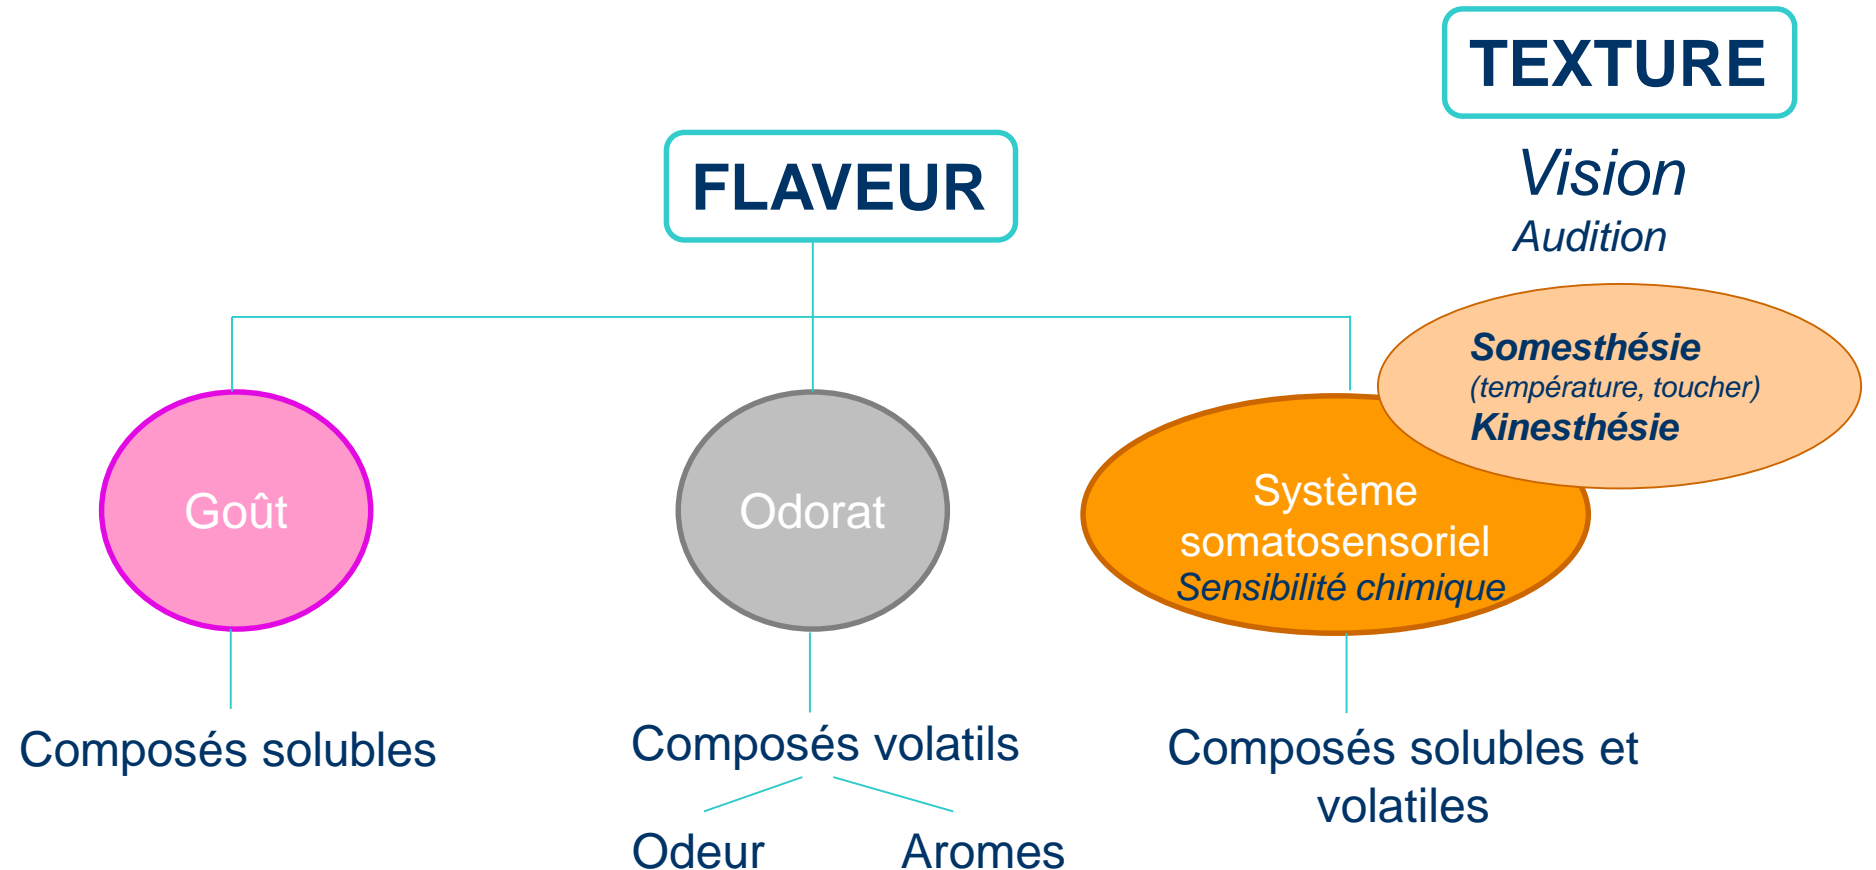 TEXTURE
FLAVEUR
Vision
Audition
Somesthésie
(température, toucher)
Kinesthésie
Goût
Odorat
Système
somatosensoriel
Sensibilité chimique
Composés solubles
Composés volatils
Composés solubles et
volatiles
Odeur
Aromes